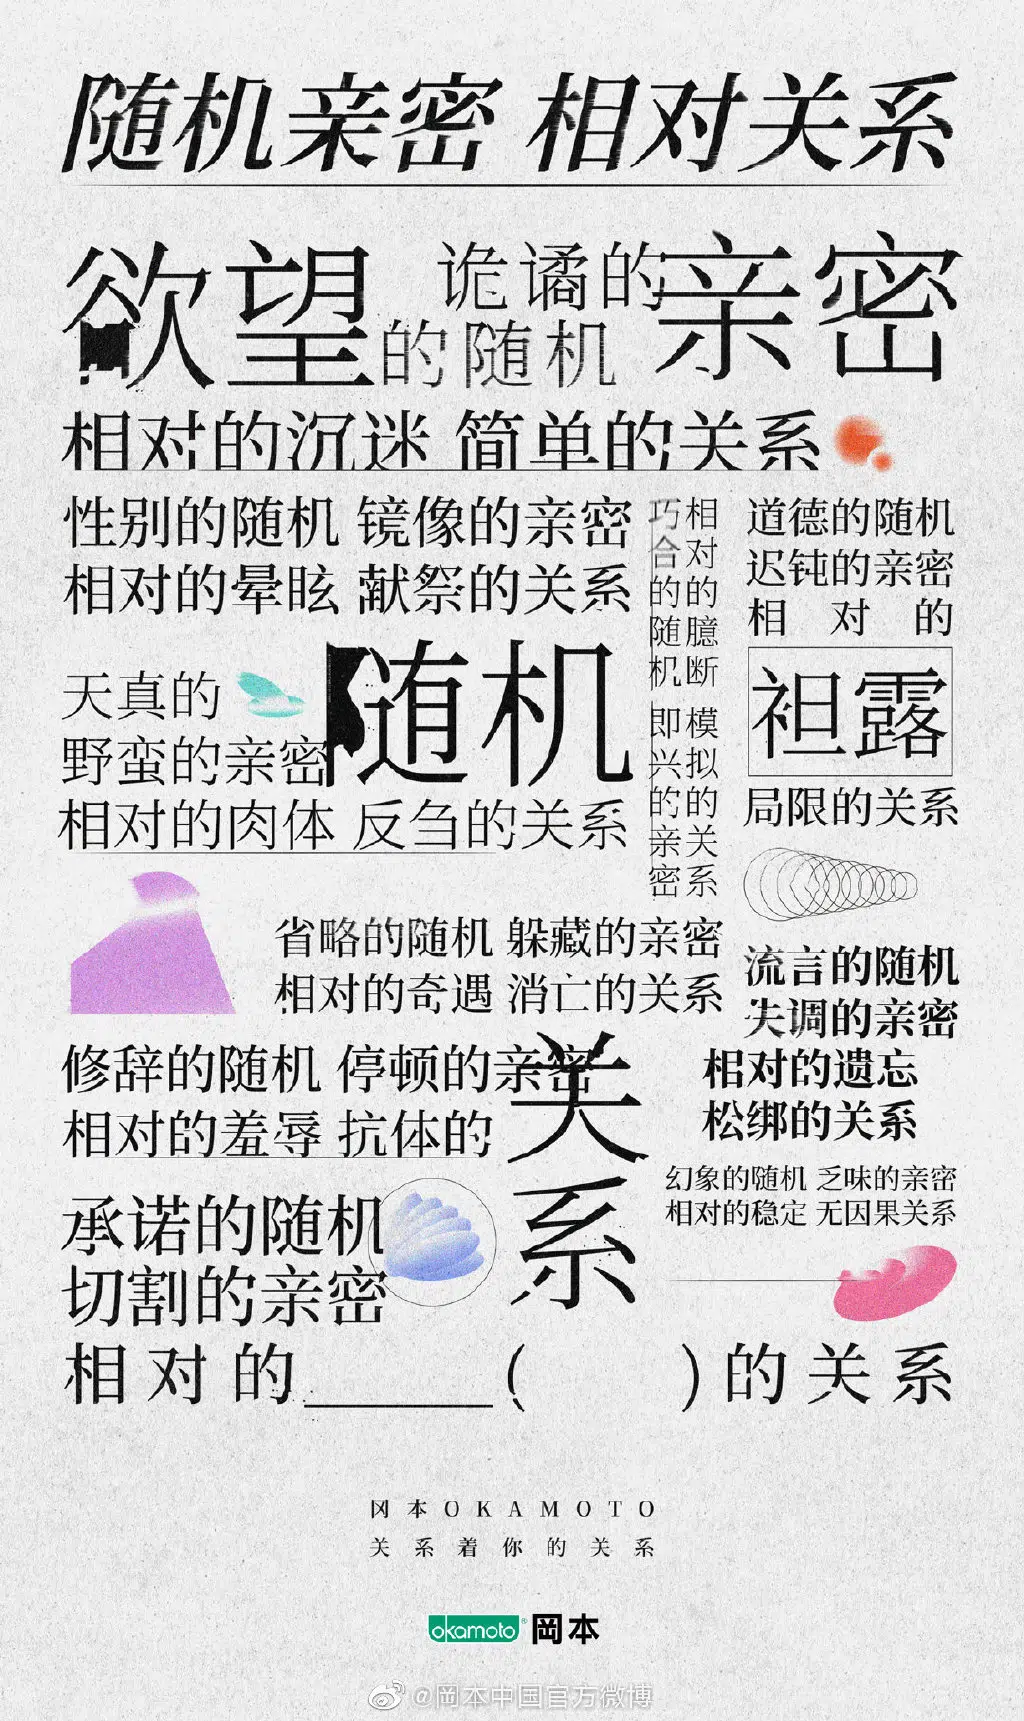 随机亲密 相对关系
欲望的随机
诡谲的亲密
相对的沉迷 简单的关系
性别的随机 镜像的亲密
相对的晕眩 献祭的关系
巧合的随机
相对的臆断
即兴的亲密
模拟的关系
道德的随机
迟钝的亲密
相对的
袒露
局限的关系
天真的随机
野蛮的亲密
相对的肉体 反刍的关系
省略的随机 躲藏的亲密
相对的奇遇 消亡的关系
流言的随机
失调的亲密
相对的遗忘
松绑的关系
修辞的随机 停顿的亲密
相对的羞辱 抗体的关系
幻象的随机 乏味的亲密
相对的稳定 无因果关系
承诺的随机
切割的亲密
相对的______( )的关系
冈本OKAMOTO
关系着你的关系
okamoto® 岡本
@岡本中国官方微博